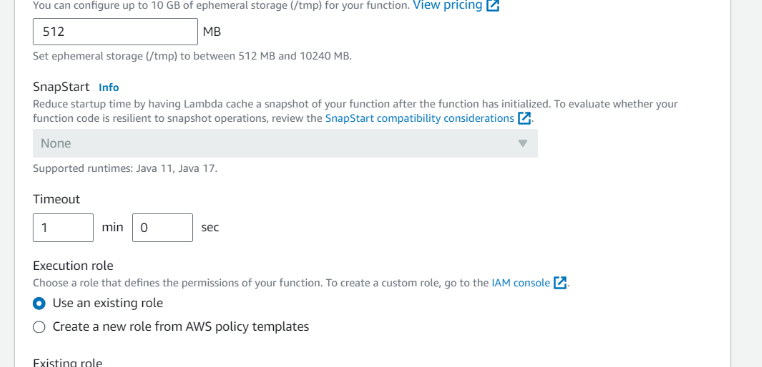 You can configure up to 10 GB of ephemeral storage (/tmp) for your function. View pricing
512 MB
Set ephemeral storage (/tmp) to between 512 MB and 10240 MB.
SnapStart Info
Reduce startup time by having Lambda cache a snapshot of your function after the function has initialized. To evaluate whether your
function code is resilient to snapshot operations, review the SnapStart compatibility considerations.
None
Supported runtimes: Java 11, Java 17.
Timeout
1 min 0 sec
Execution role
Choose a role that defines the permissions of your function. To create a custom role, go to the IAM console.
Use an existing role
Create a new role from AWS policy templates
Existing role